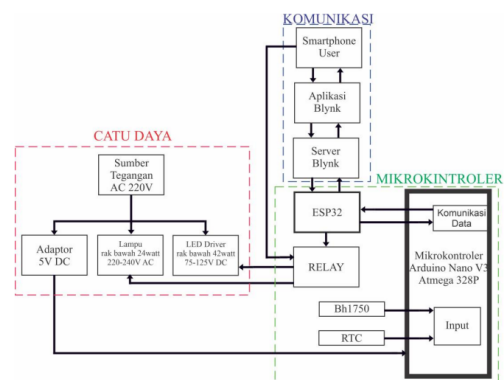 KOMUNIKASI
Smartphone
User
Aplikasi
Blynk
Server
Blynk
CATU DAYA
Sumber
Tegangan
AC 220V
Adaptor
5V DC
Lampu
rak bawah 24watt
220-240V AC
LED Driver
rak bawah 42watt
75-125V DC
MIKROKINTROLER
ESP32
RELAY
Komunikasi
Data
Mikrokontroler
Arduino Nano V3
Atmega 328P
Bh1750
RTC
Input